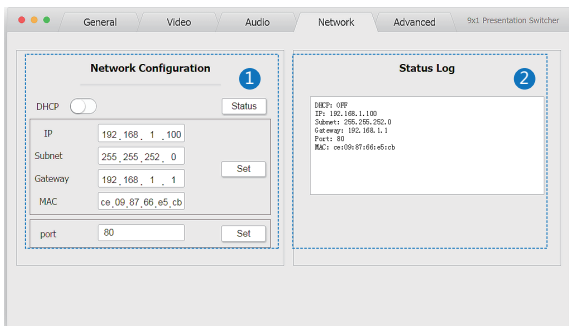 General Video Audio Network Advanced 9x1 Presentation Switcher
Network Configuration
1
DHCP Status
IP 192 . 168 . 1 . 100
Subnet 255 . 255 . 252 . 0
Set
Gateway 192 . 168 . 1 . 1
MAC ce . 09 . 87 . 66 . e5 . cb
port 80 Set
Status Log
2
DHCP: OFF
IP: 192.168.1.100
Subnet: 255.255.252.0
Gateway: 192.168.1.1
Port: 80
MAC: ce:09:87:66:e5:cb